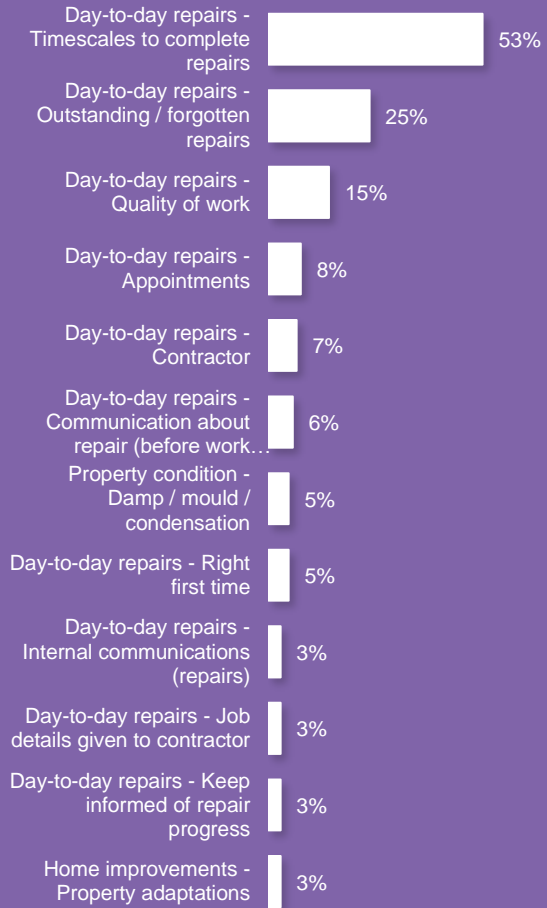 Day-to-day repairs -
Timescales to complete
repairs
53%
Day-to-day repairs -
Outstanding / forgotten
repairs
25%
Day-to-day repairs -
Quality of work
15%
Day-to-day repairs -
Appointments
8%
Day-to-day repairs -
Contractor
7%
Day-to-day repairs -
Communication about
repair (before work…
6%
Property condition -
Damp / mould /
condensation
5%
Day-to-day repairs - Right
first time
5%
Day-to-day repairs -
Internal communications
(repairs)
3%
Day-to-day repairs - Job
details given to contractor
3%
Day-to-day repairs - Keep
informed of repair
progress
3%
Home improvements -
Property adaptations
3%